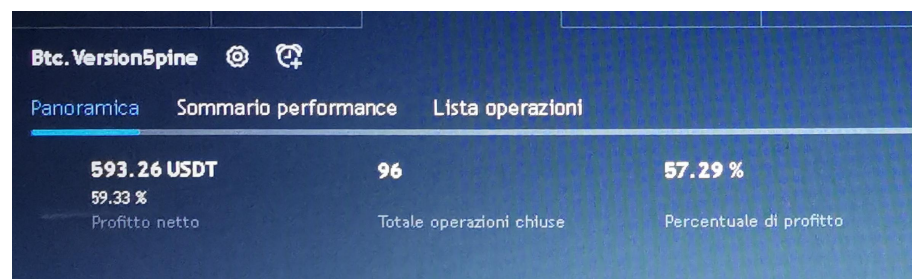 Btc.Version5pine
Panoramica Sommario performance Lista operazioni
593.26 USDT 96 57.29 %
59.33 %
Profitto netto Totale operazioni chiuse Percentuale di profitto